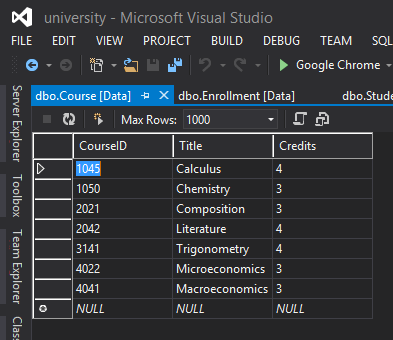 university - Microsoft Visual Studio
FILE EDIT VIEW PROJECT BUILD DEBUG TEAM SQL
Google Chrome
dbo.Course [Data] dbo.Enrollment [Data] dbo.Stude
Max Rows: 1000
CourseID Title Credits
1045 Calculus 4
1050 Chemistry 3
2021 Composition 3
2042 Literature 4
3141 Trigonometry 4
4022 Microeconomics 3
4041 Macroeconomics 3
NULL NULL NULL
Server Explorer
Toolbox
Team Explorer
Class